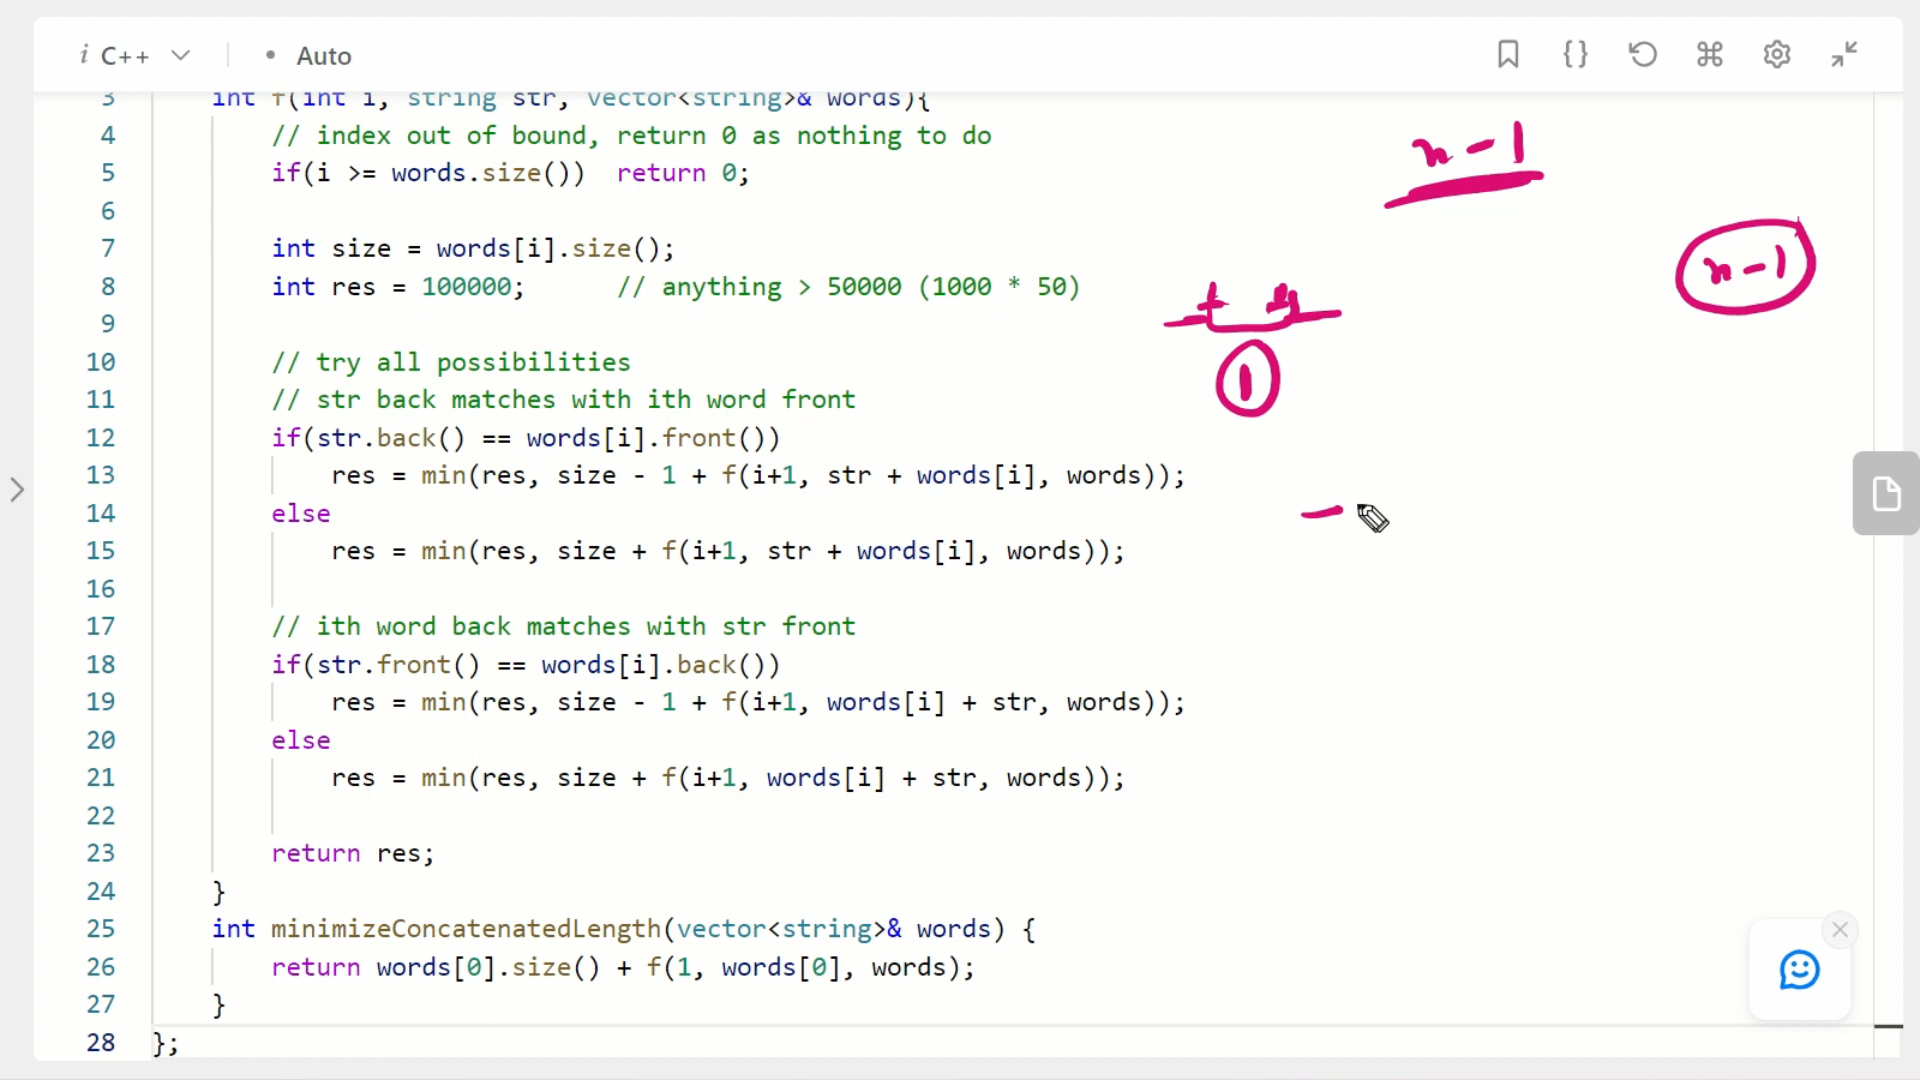 i C++ • Auto {}
3 int f(int i, string str, vector<string>& words){
4 // index out of bound, return 0 as nothing to do
5 if(i >= words.size()) return 0;
6
7 int size = words[i].size();
8 int res = 100000; // anything > 50000 (1000 * 50)
9
10 // try all possibilities
11 // str back matches with ith word front
12 if(str.back() == words[i].front())
13 res = min(res, size - 1 + f(i+1, str + words[i], words));
14 else
15 res = min(res, size + f(i+1, str + words[i], words));
16
17 // ith word back matches with str front
18 if(str.front() == words[i].back())
19 res = min(res, size - 1 + f(i+1, words[i] + str, words));
20 else
21 res = min(res, size + f(i+1, words[i] + str, words));
22
23 return res;
24 }
25 int minimizeConcatenatedLength(vector<string>& words) {
26 return words[0].size() + f(1, words[0], words);
27 }
28 };
n-1
n-1
1